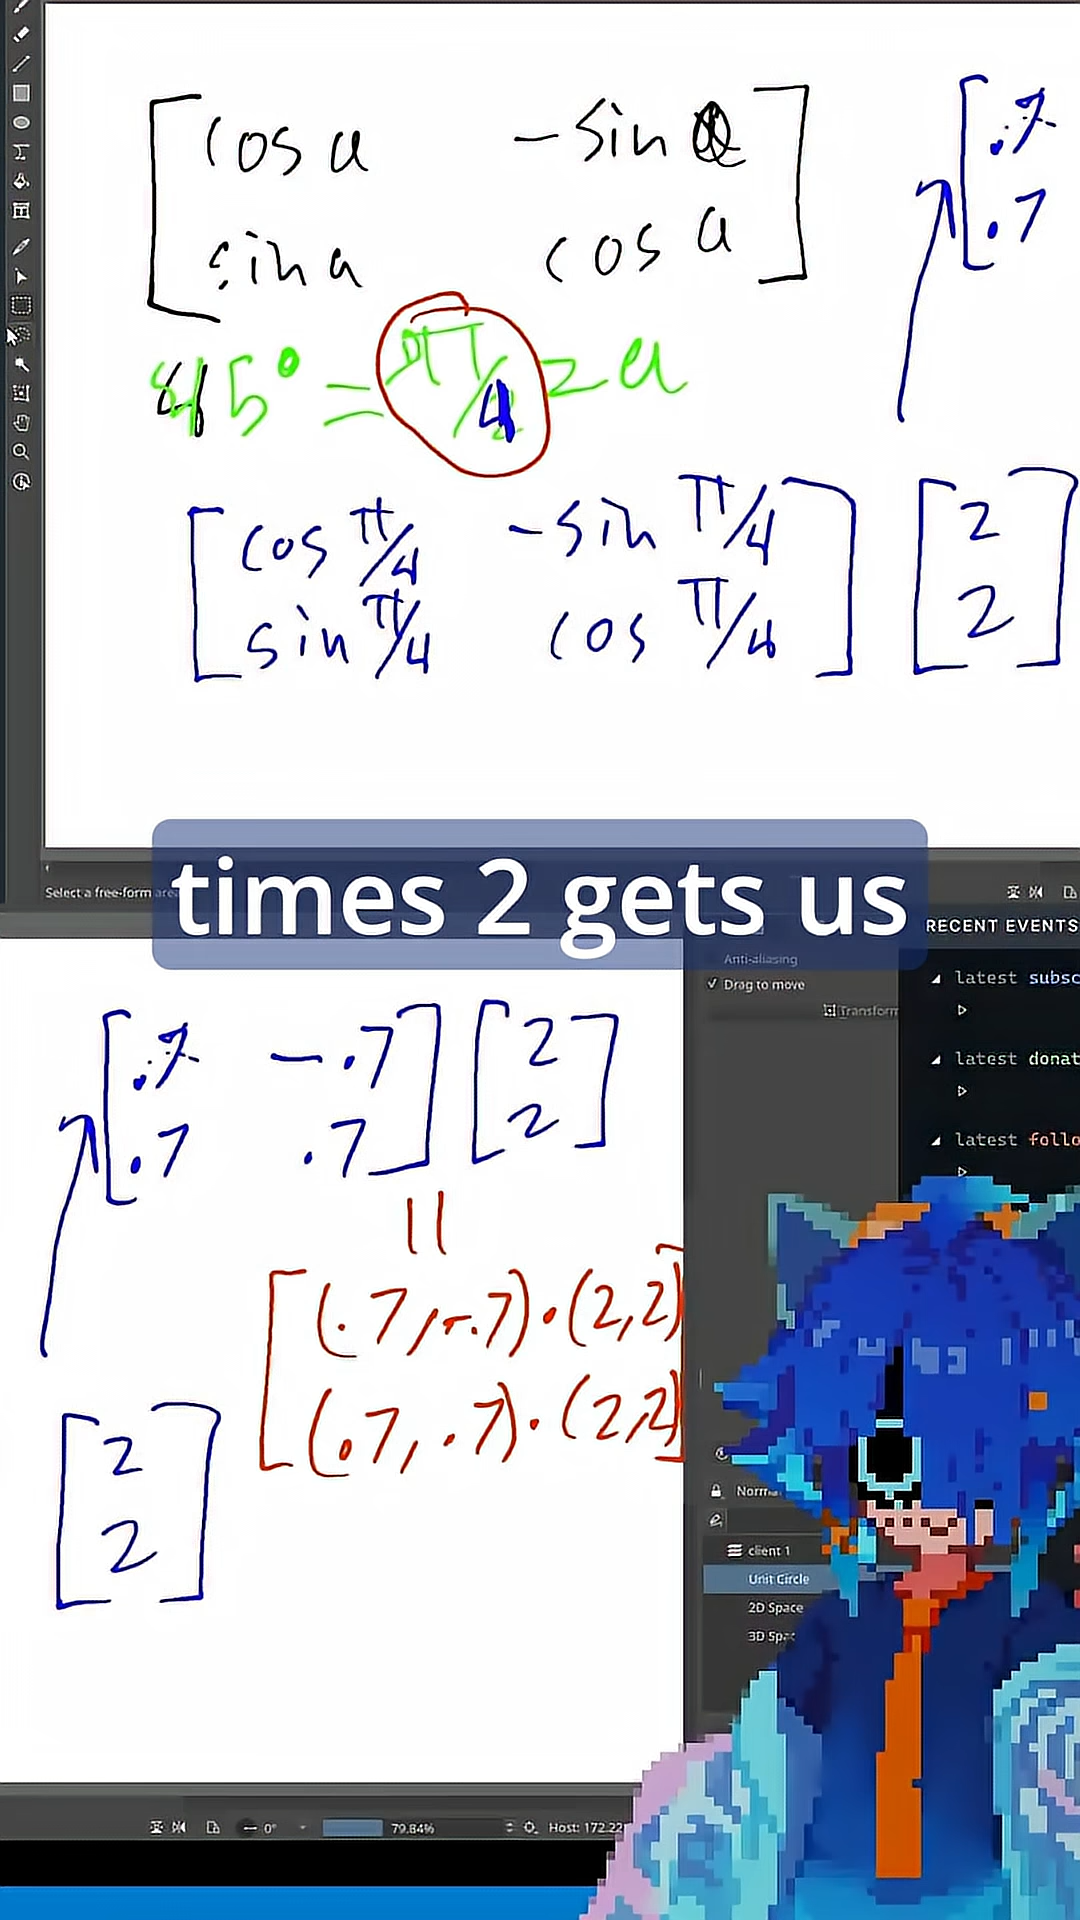 cos a -sin a
sin a cos a
.7
.7
45° = π/4 = a
cos π/4 -sin π/4
sin π/4 cos π/4
2
2
Select a free-form
times 2 gets us
RECENT EVENTS
Anti-aliasing
✓ Drag to move
Transform
latest subsc
latest donat
latest follo
.7 -.7
.7 .7
2
2
=
(.7, -.7)·(2,2)
(.7, .7)·(2,2)
2
2
Norma
client 1
Unit Circle
2D Space
3D Spac
0°
79.84%
Host: 172.22